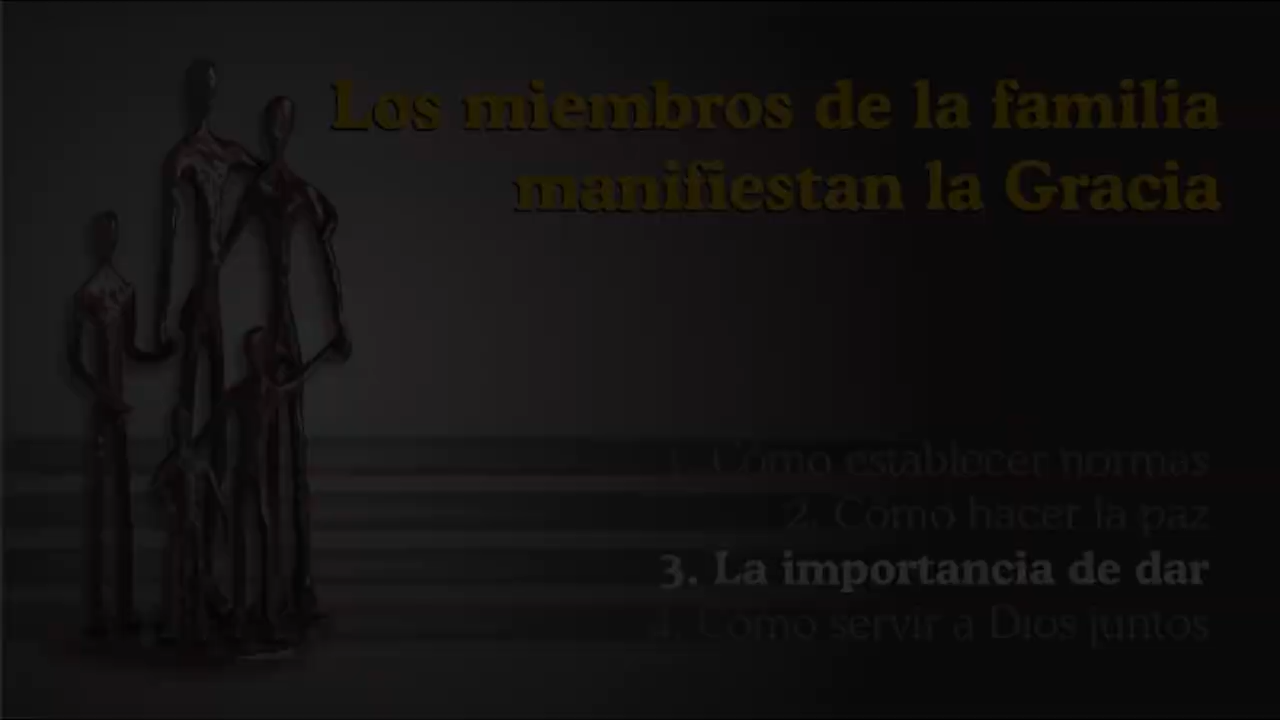 Los miembros de la familia
manifiestan la Gracia
1. Cómo establecer normas
2. Cómo hacer la paz
3. La importancia de dar
4. Cómo servir a Dios juntos